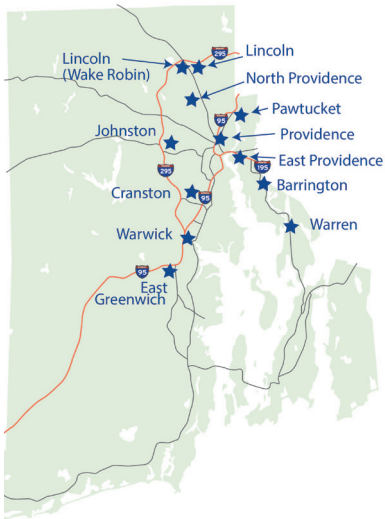 295
Lincoln
Lincoln
(Wake Robin)
North Providence
Pawtucket
95
Johnston
Providence
East Providence
295
195
Barrington
Cranston
95
Warren
Warwick
95
East
Greenwich